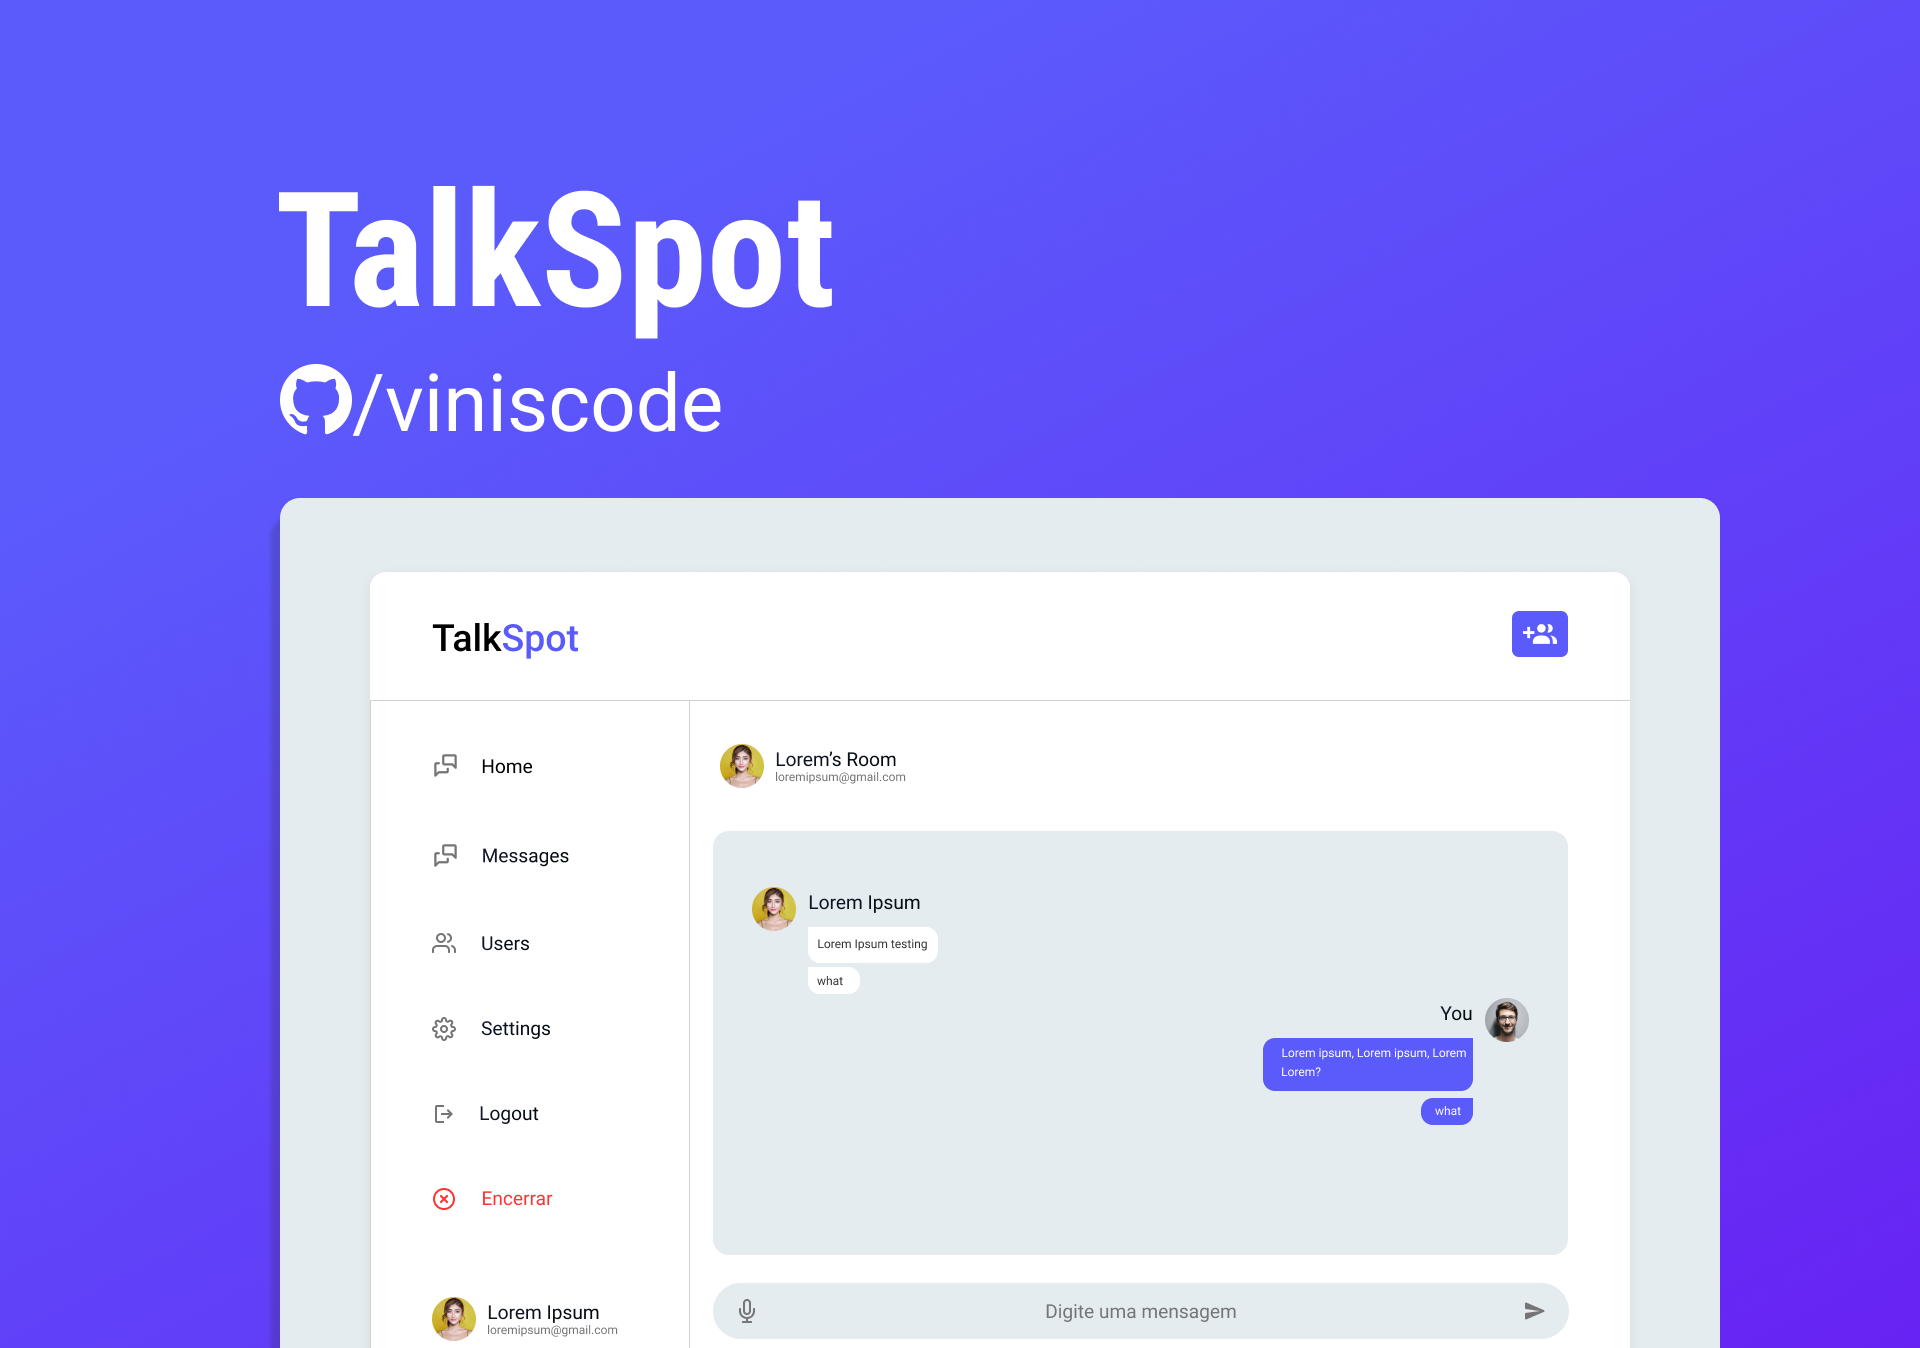 TalkSpot
/viniscode
TalkSpot
Home
Messages
Users
Settings
Logout
Encerrar
Lorem Ipsum
loremipsum@gmail.com
Lorem’s Room
loremipsum@gmail.com
Lorem Ipsum
Lorem Ipsum testing
what
You
Lorem ipsum, Lorem ipsum, Lorem
Lorem?
what
Digite uma mensagem